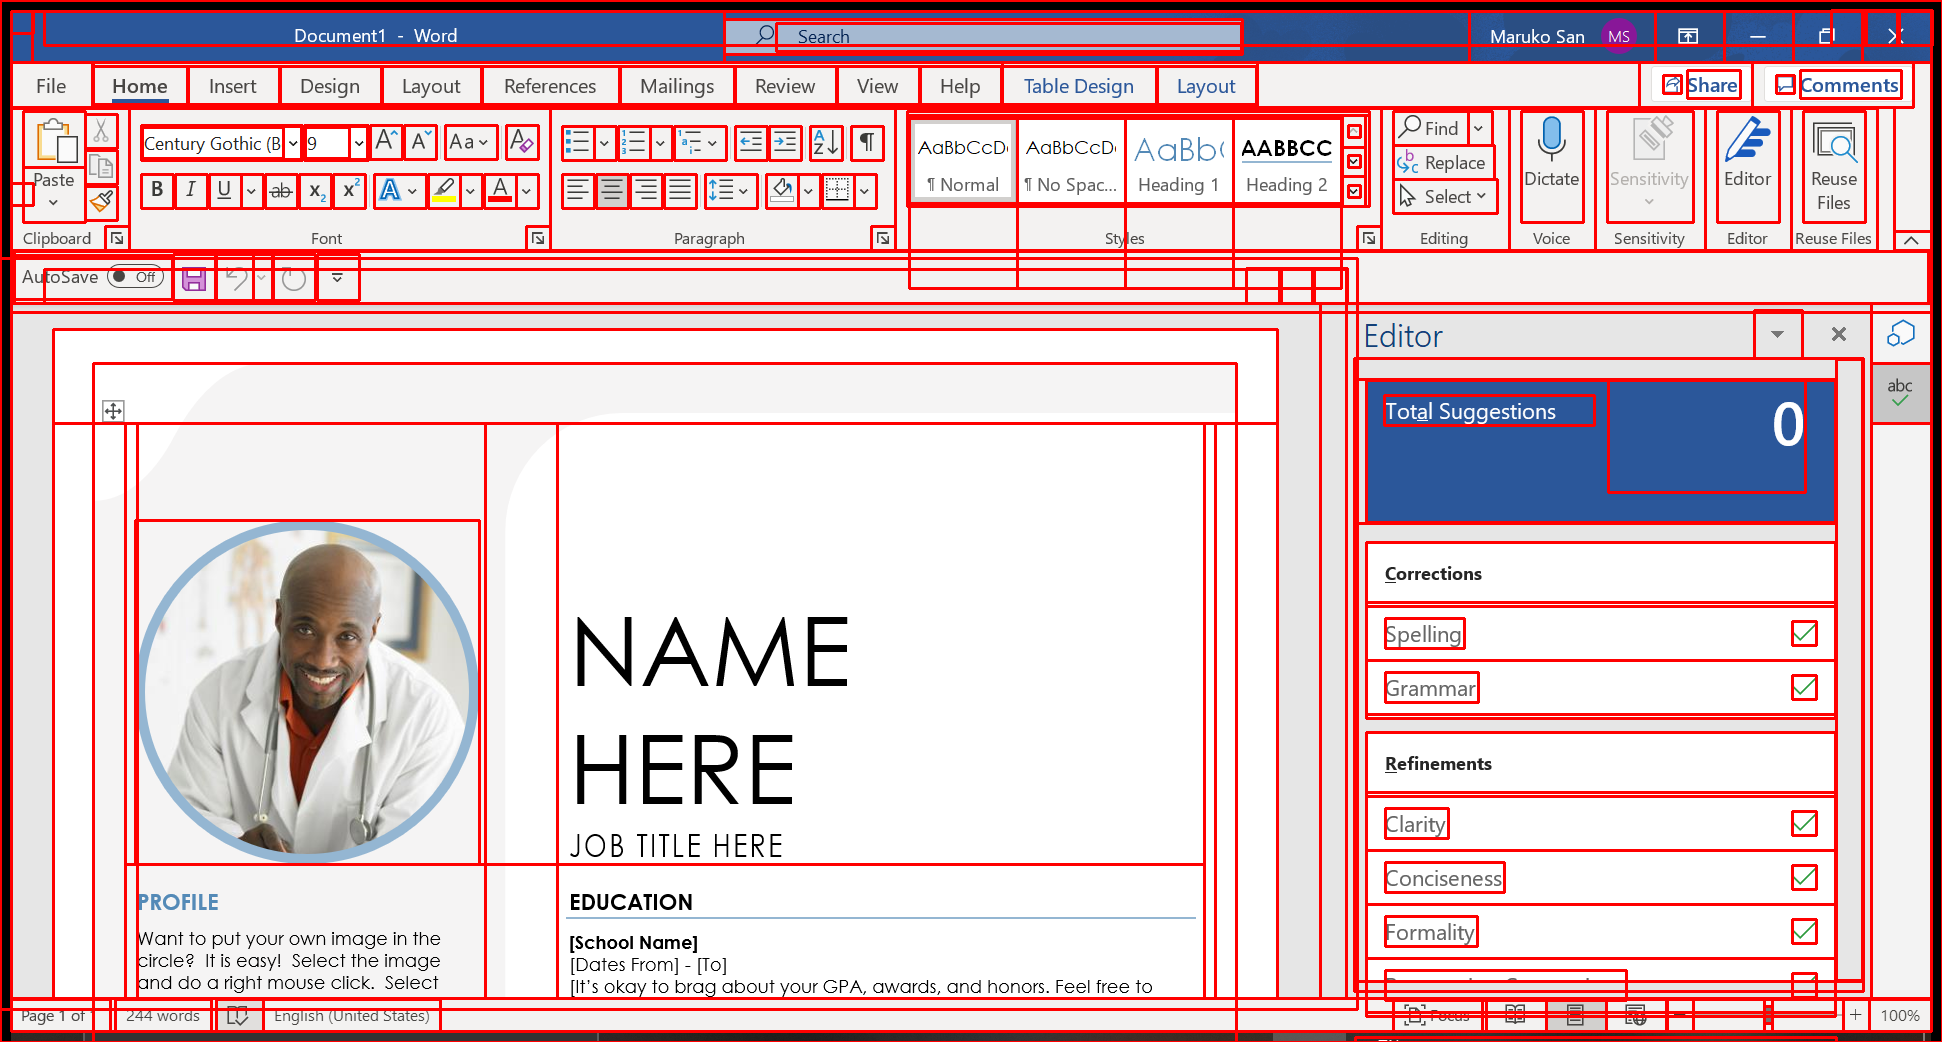 Document1 - Word
Search
Maruko San MS
File Home Insert Design Layout References Mailings Review View Help Table Design Layout Share Comments
Century Gothic (B 9 Aa
AaBbCcD AaBbCcD AaBb AABBCC
Find
Replace
Select
Paste
¶ Normal ¶ No Spac... Heading 1 Heading 2
Dictate Sensitivity Editor Reuse Files
Clipboard Font Paragraph Styles Editing Voice Sensitivity Editor Reuse Files
AutoSave Off
Editor
abc
Total Suggestions 0
Corrections
Spelling
Grammar
Refinements
Clarity
Conciseness
Formality
NAME
HERE
JOB TITLE HERE
PROFILE
Want to put your own image in the
circle? It is easy! Select the image
and do a right mouse click. Select
EDUCATION
[School Name]
[Dates From] - [To]
[It's okay to brag about your GPA, awards, and honors. Feel free to
Page 1 of 244 words English (United States) Focus 100%